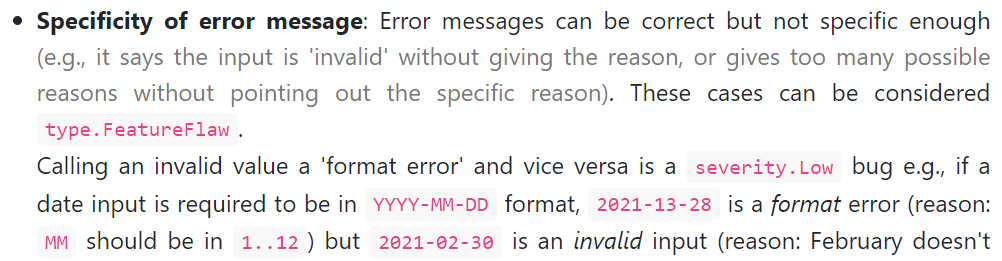 • Specificity of error message: Error messages can be correct but not specific enough
(e.g., it says the input is 'invalid' without giving the reason, or gives too many possible
reasons without pointing out the specific reason). These cases can be considered
type.FeatureFlaw .
Calling an invalid value a 'format error' and vice versa is a severity.Low bug e.g., if a
date input is required to be in YYYY-MM-DD format, 2021-13-28 is a format error (reason:
MM should be in 1..12 ) but 2021-02-30 is an invalid input (reason: February doesn't